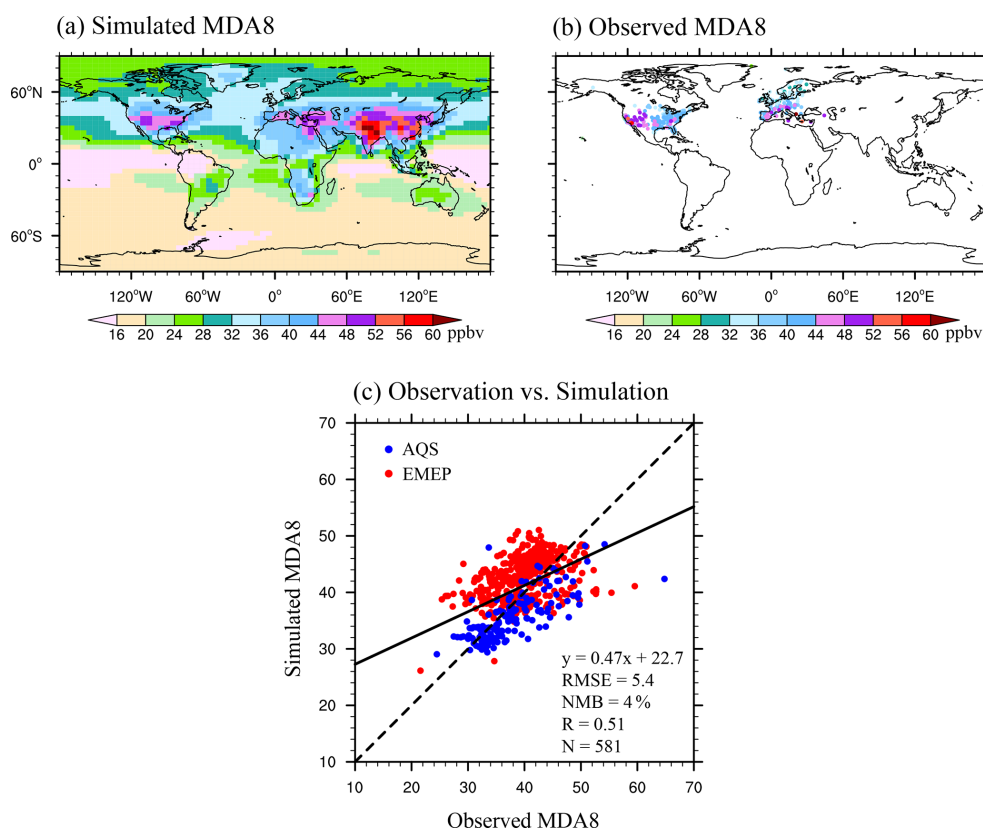 (a) Simulated MDA8
(b) Observed MDA8
60°N
0°
60°S
120°W 60°W 0° 60°E 120°E
16 20 24 28 32 36 40 44 48 52 56 60 ppbv
60°N
0°
60°S
120°W 60°W 0° 60°E 120°E
16 20 24 28 32 36 40 44 48 52 56 60 ppbv
(c) Observation vs. Simulation
70
60
50
40
30
20
10
Simulated MDA8
AQS
EMEP
y = 0.47x + 22.7
RMSE = 5.4
NMB = 4 %
R = 0.51
N = 581
10 20 30 40 50 60 70
Observed MDA8